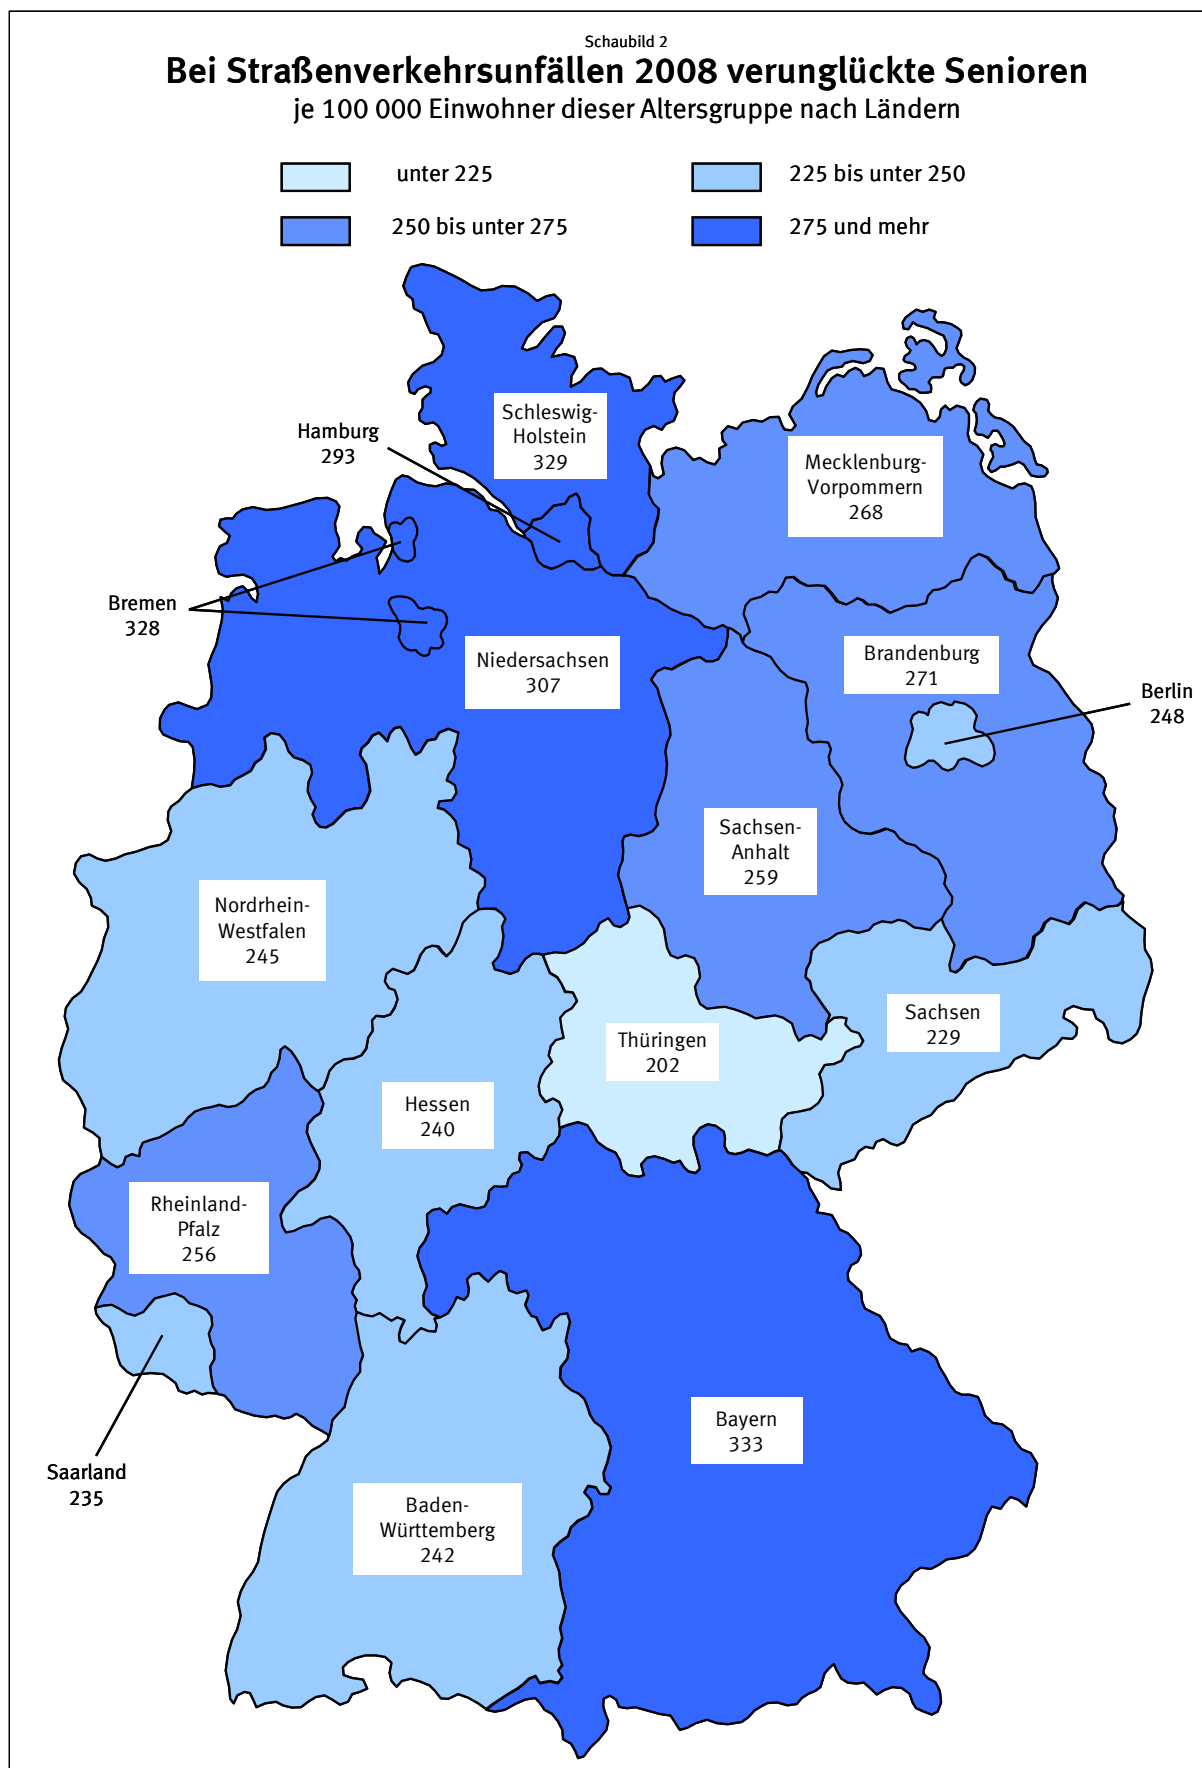 Schaubild 2
Bei Straßenverkehrsunfällen 2008 verunglückte Senioren
je 100 000 Einwohner dieser Altersgruppe nach Ländern
unter 225
225 bis unter 250
250 bis unter 275
275 und mehr
Schleswig-
Holstein
329
Hamburg
293
Mecklenburg-
Vorpommern
268
Bremen
328
Niedersachsen
307
Brandenburg
271
Berlin
248
Sachsen-
Anhalt
259
Nordrhein-
Westfalen
245
Sachsen
229
Thüringen
202
Hessen
240
Rheinland-
Pfalz
256
Bayern
333
Saarland
235
Baden-
Württemberg
242